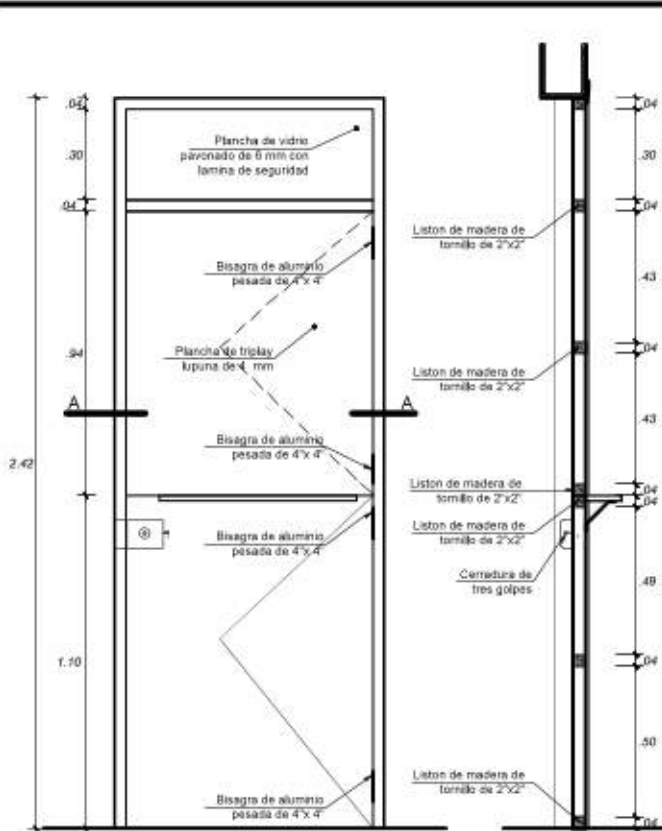 .04
.30
.04
.94
2.42
1.10
Plancha de vidrio
pavonado de 6 mm con
lamina de seguridad
Bisagra de aluminio
pesada de 4"x 4"
Plancha de triplay
lupuna de 4 mm
A
A
Bisagra de aluminio
pesada de 4"x 4"
Bisagra de aluminio
pesada de 4"x 4"
Bisagra de aluminio
pesada de 4"x 4"
Liston de madera de
tornillo de 2"x2"
Liston de madera de
tornillo de 2"x2"
Liston de madera de
tornillo de 2"x2"
Liston de madera de
tornillo de 2"x2"
Cerradura de
tres golpes
Liston de madera de
tornillo de 2"x2"
.04
.30
.04
.43
.04
.43
.04
.04
.49
.04
.50
.04